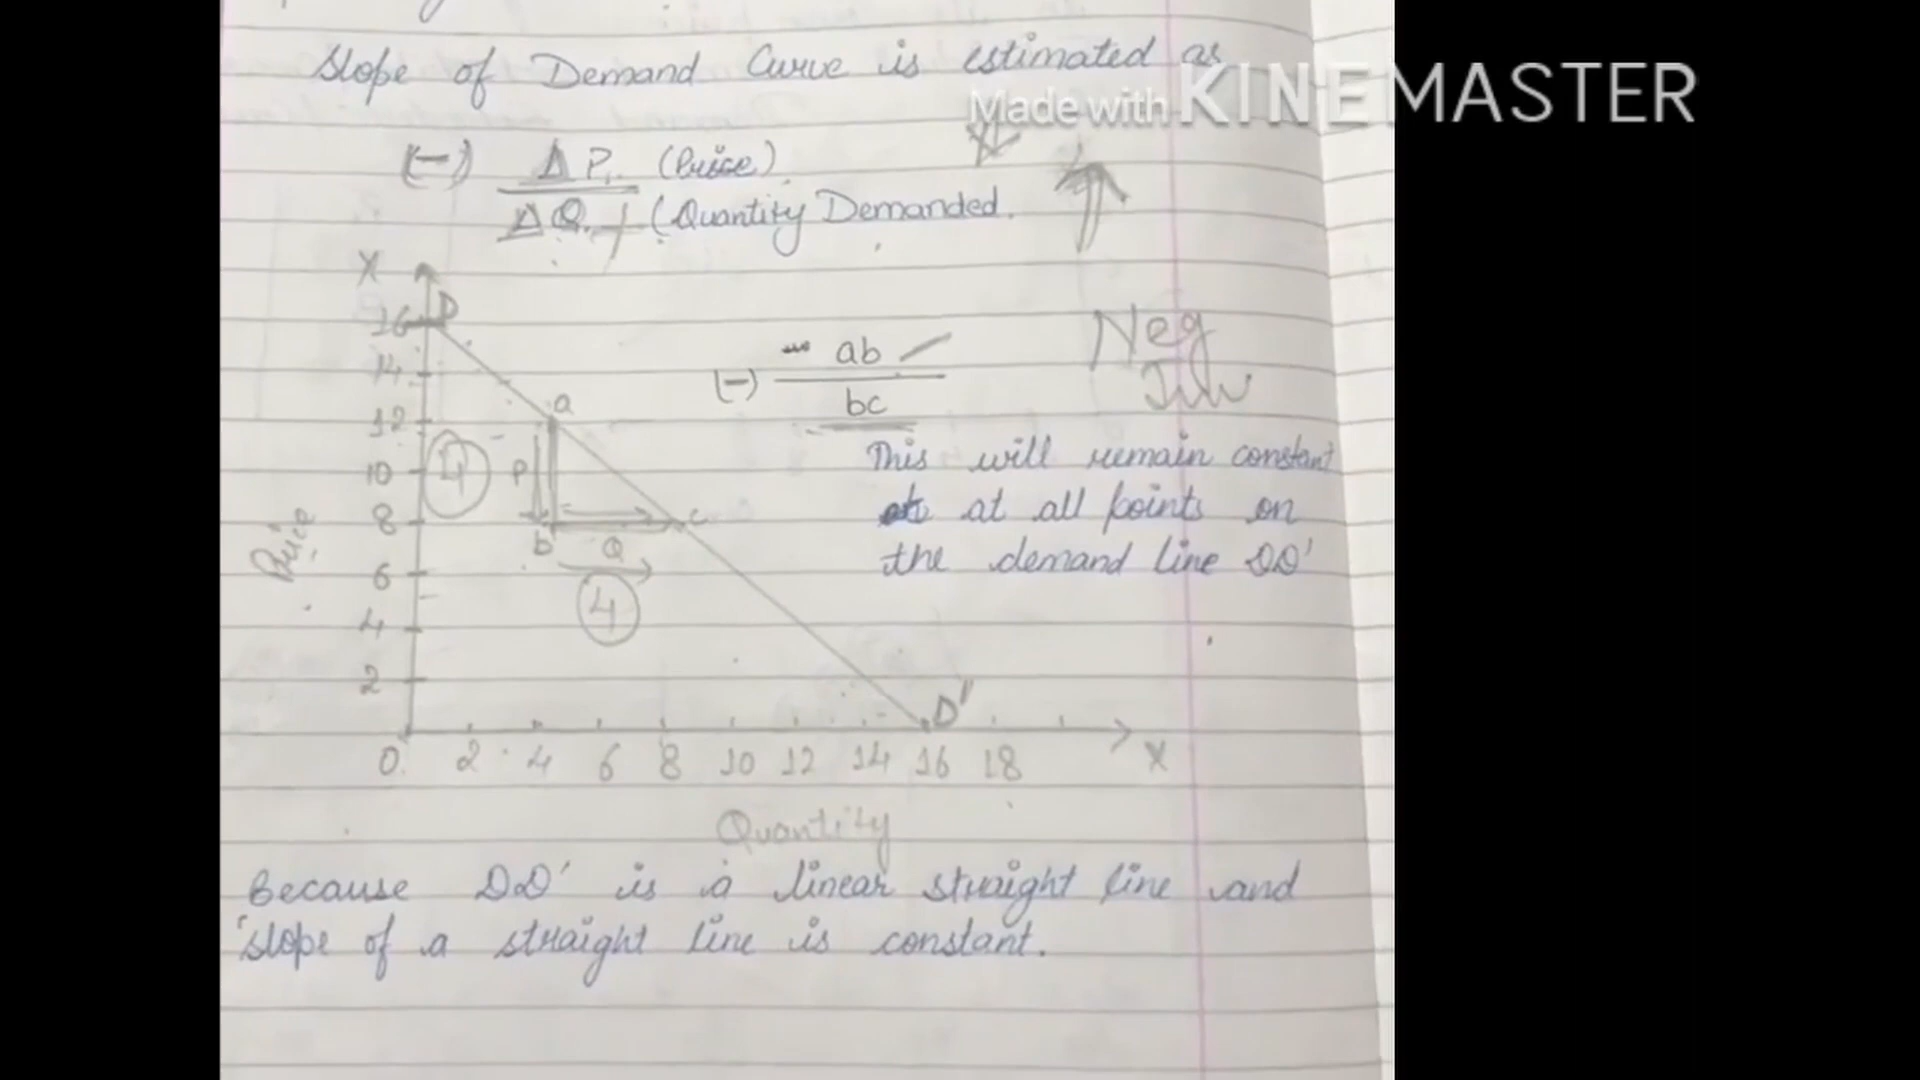 Slope of Demand Curve is estimated as
Made with KINEMASTER
(-) Δ P. (Price)
Δ Q. (Quantity Demanded.
X
16 D
14
12 a
10 4 P
8 b Q c
6 4
4
2
Price
D'
0. 2 4 6 8 10 12 14 16 18 X
Quantity
(-) ab
bc
Neg
This will remain constant
at all points on
the demand line DD'
Because DD' is a linear straight line and
slope of a straight line is constant.